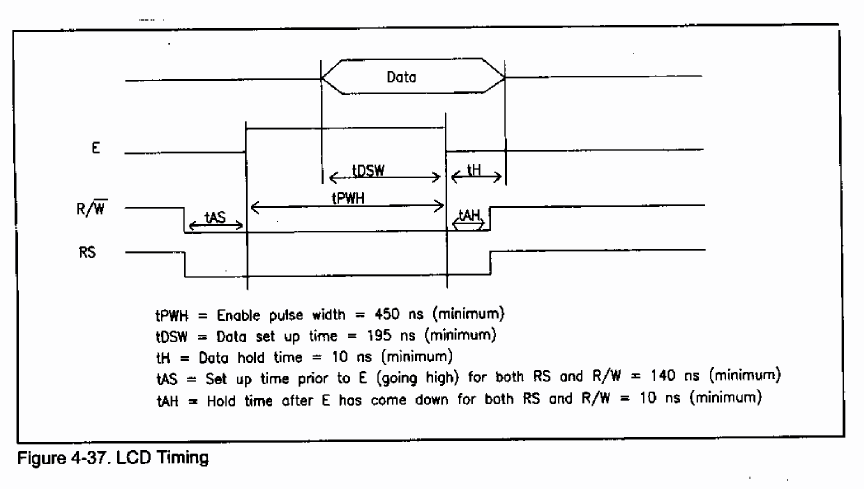 Data
E
tDSW
tH
tPWH
R/W̅
tAS
tAH
RS
tPWH = Enable pulse width = 450 ns (minimum)
tDSW = Data set up time = 195 ns (minimum)
tH = Data hold time = 10 ns (minimum)
tAS = Set up time prior to E (going high) for both RS and R/W = 140 ns (minimum)
tAH = Hold time after E has come down for both RS and R/W = 10 ns (minimum)
Figure 4-37. LCD Timing